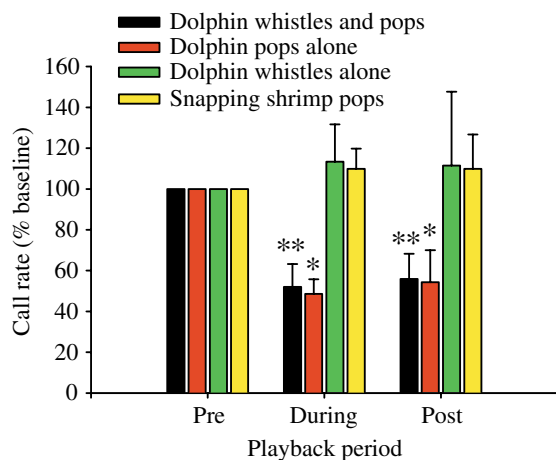 Dolphin whistles and pops
Dolphin pops alone
Dolphin whistles alone
Snapping shrimp pops
160
140
120
100
80
60
40
20
0
Call rate (% baseline)
** * ** *
Pre During Post
Playback period